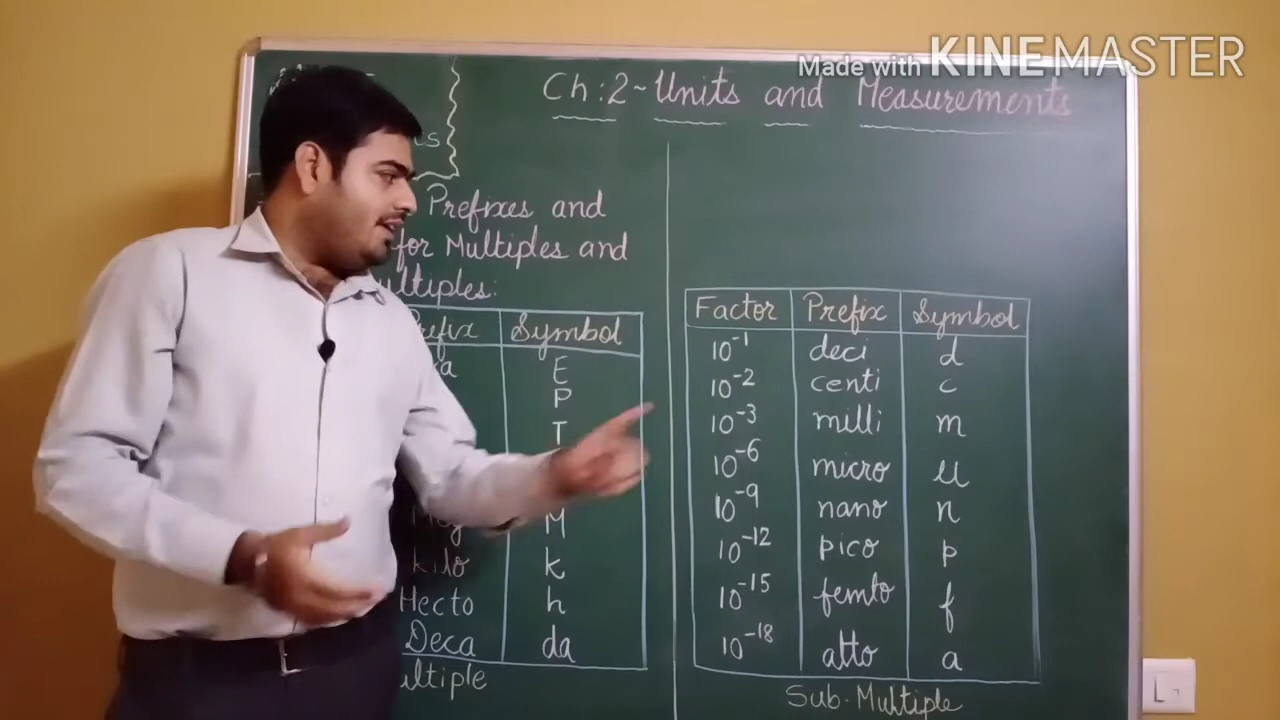 Made with KINEMASTER
Ch:2~Units and Measurements
Prefixes and
for Multiples and
ultiples:
Symbol
E
P
T
M
kilo k
Hecto h
Deca da
ultiple
Factor Prefix Symbol
10⁻¹ deci d
10⁻² centi c
10⁻³ milli m
10⁻⁶ micro μ
10⁻⁹ nano n
10⁻¹² pico p
10⁻¹⁵ femto f
10⁻¹⁸ atto a
Sub-Multiple